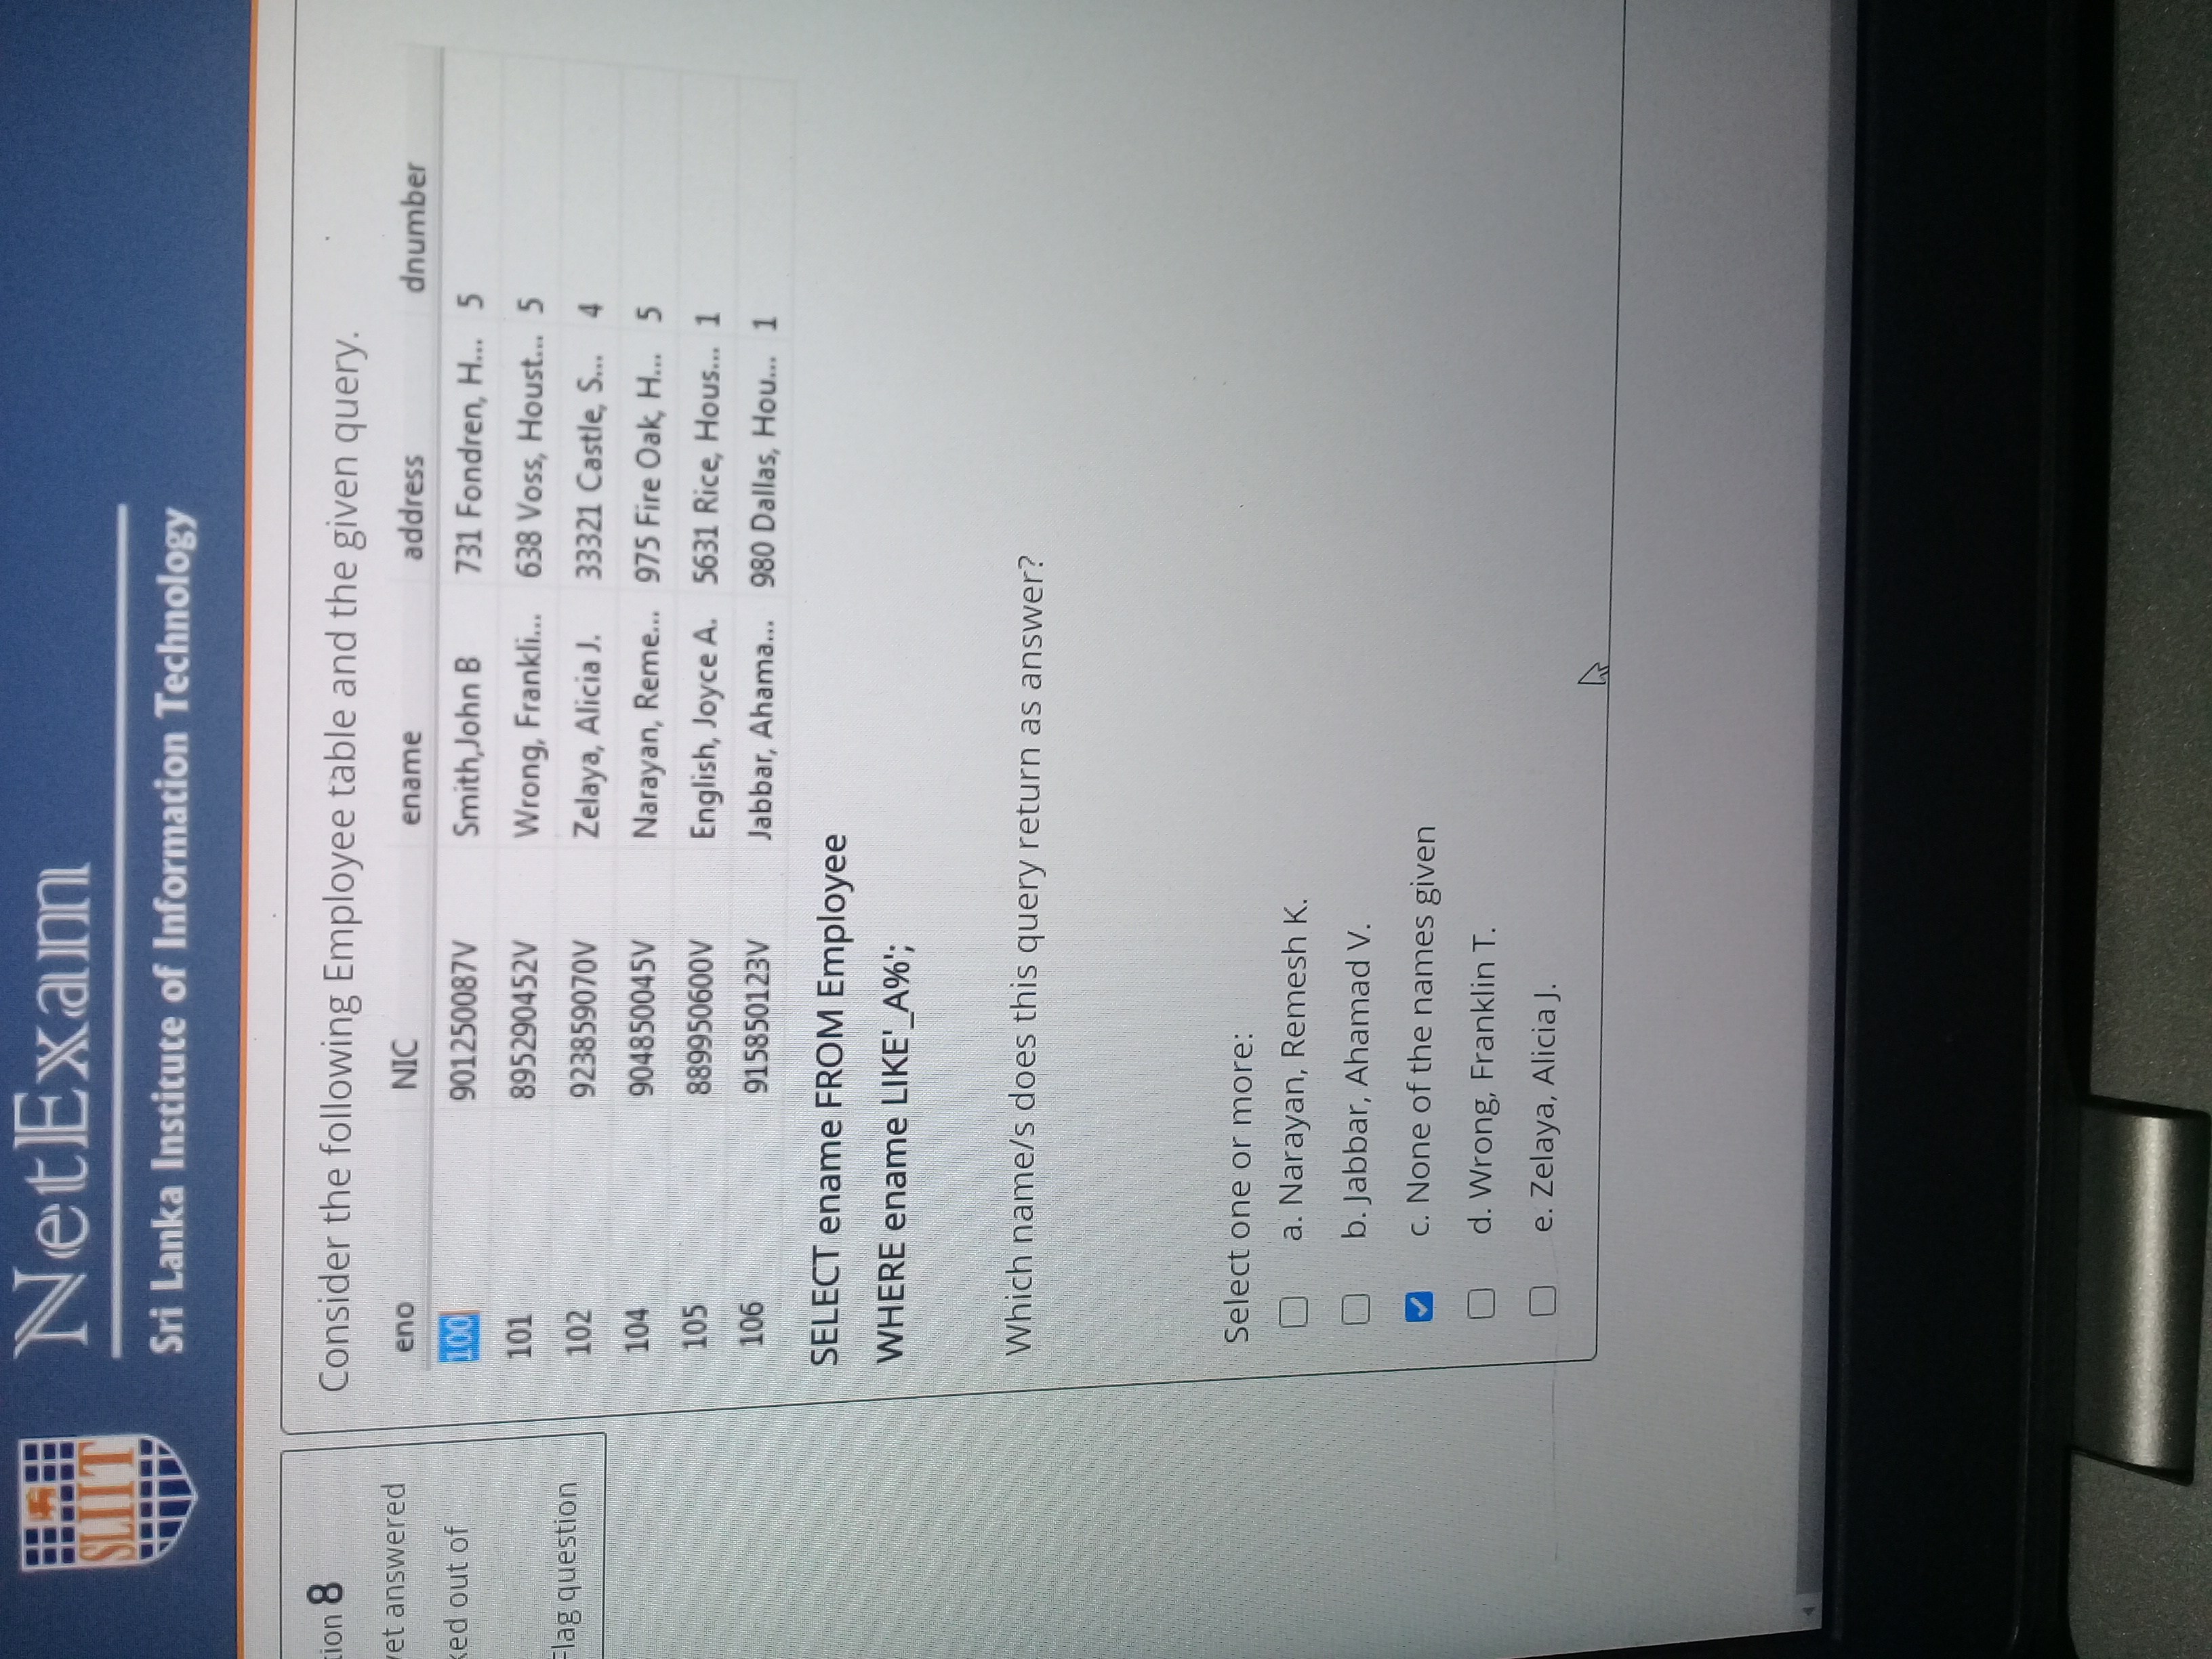 SLIIT
NetExam
Sri Lanka Institute of Information Technology
tion 8
yet answered
ked out of
Flag question
Consider the following Employee table and the given query.
eno NIC ename address dnumber
100 901250087V Smith,John B 731 Fondren, H... 5
101 895290452V Wrong, Frankli... 638 Voss, Houst... 5
102 923859070V Zelaya, Alicia J. 33321 Castle, S... 4
104 904850045V Narayan, Reme... 975 Fire Oak, H... 5
105 889950600V English, Joyce A. 5631 Rice, Hous... 1
106 915850123V Jabbar, Ahama... 980 Dallas, Hou... 1
SELECT ename FROM Employee
WHERE ename LIKE'_A%';
Which name/s does this query return as answer?
Select one or more:
a. Narayan, Remesh K.
b. Jabbar, Ahamad V.
c. None of the names given
d. Wrong, Franklin T.
e. Zelaya, Alicia J.